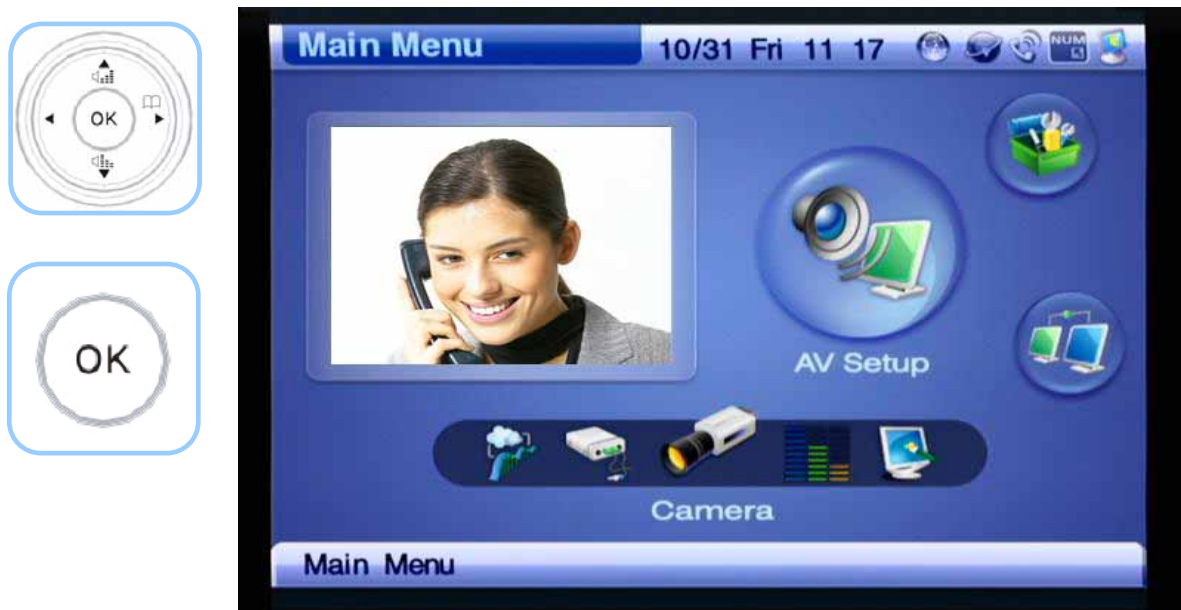 OK
OK
Main Menu
10/31 Fri 11 17
NUM
AV Setup
Camera
Main Menu